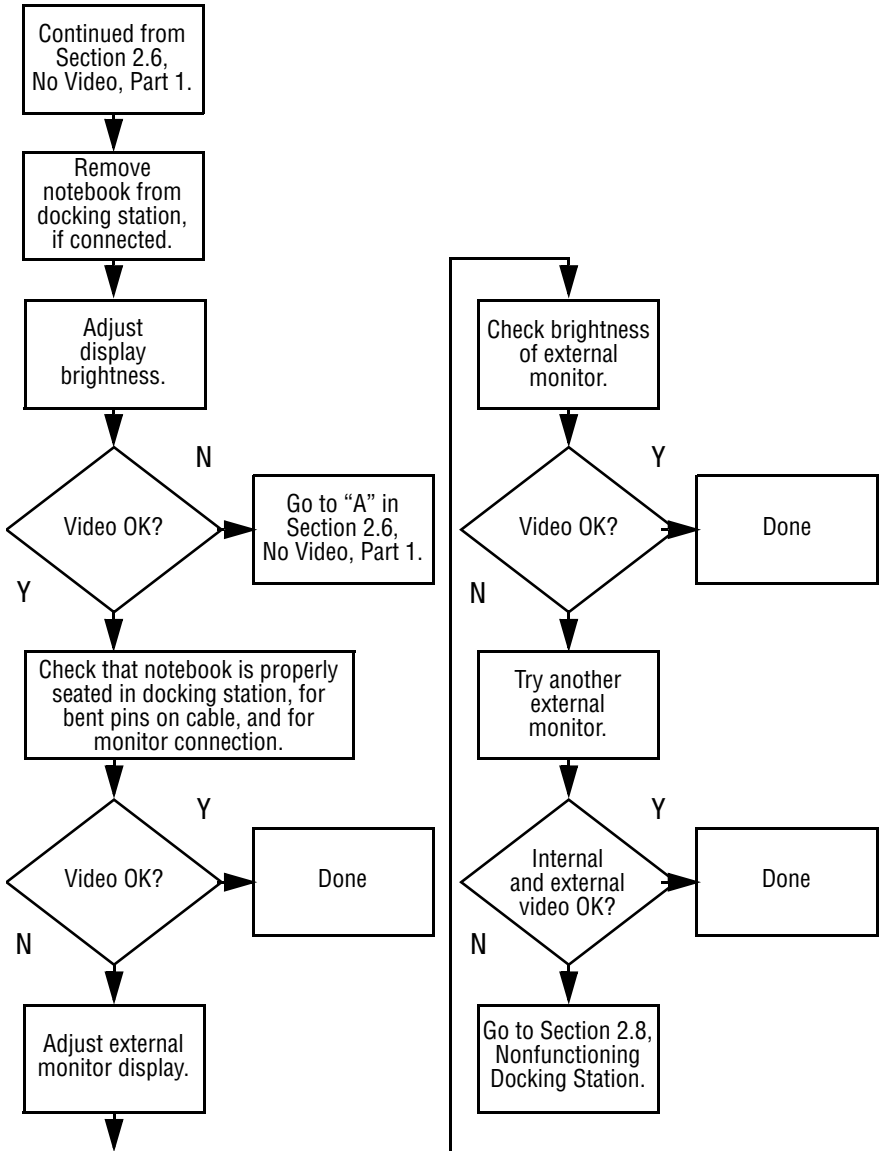 Continued from
Section 2.6,
No Video, Part 1.
Remove
notebook from
docking station,
if connected.
Adjust
display
brightness.
N
Video OK?
Go to “A” in
Section 2.6,
No Video, Part 1.
Y
Check that notebook is properly
seated in docking station, for
bent pins on cable, and for
monitor connection.
Y
Video OK?
Done
N
Adjust external
monitor display.
Check brightness
of external
monitor.
Y
Video OK?
Done
N
Try another
external
monitor.
Y
Internal
and external
video OK?
Done
N
Go to Section 2.8,
Nonfunctioning
Docking Station.